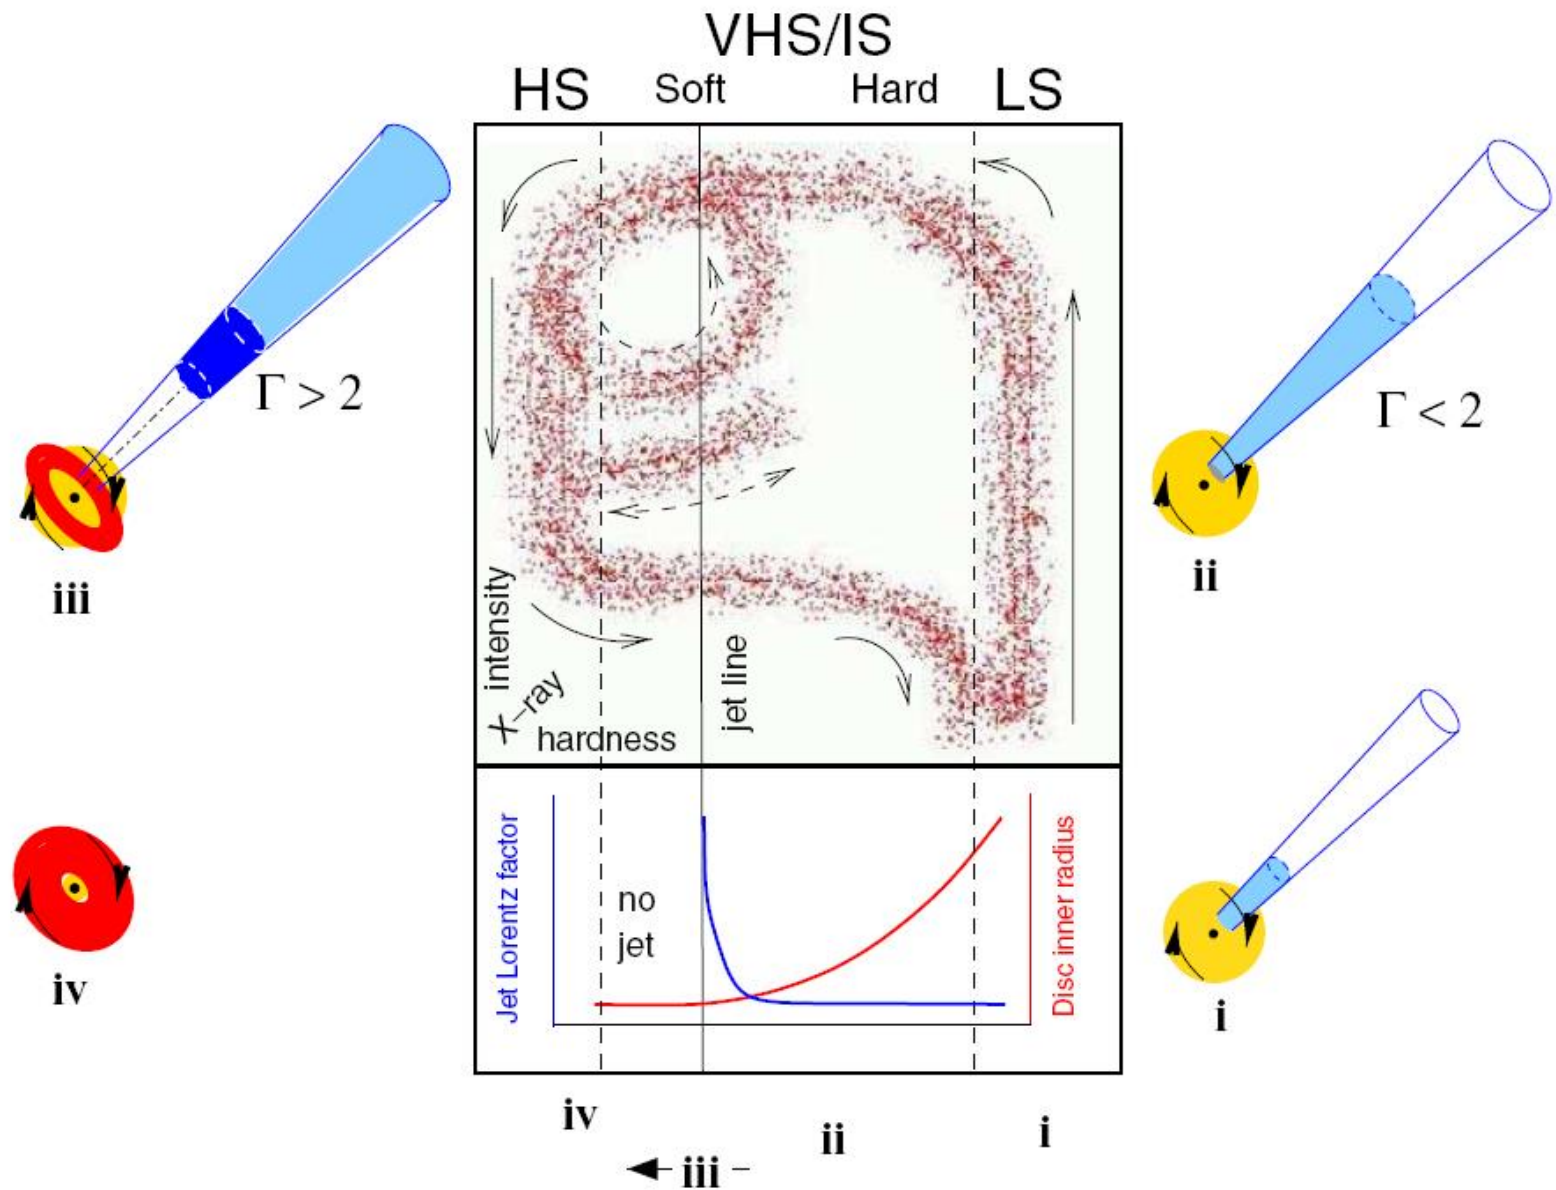 VHS/IS
HS Soft Hard LS
Γ > 2
Γ < 2
iii
ii
intensity
X-ray
hardness
jet line
Jet Lorentz factor
no
jet
Disc inner radius
iv
i
iv
ii
i
iii